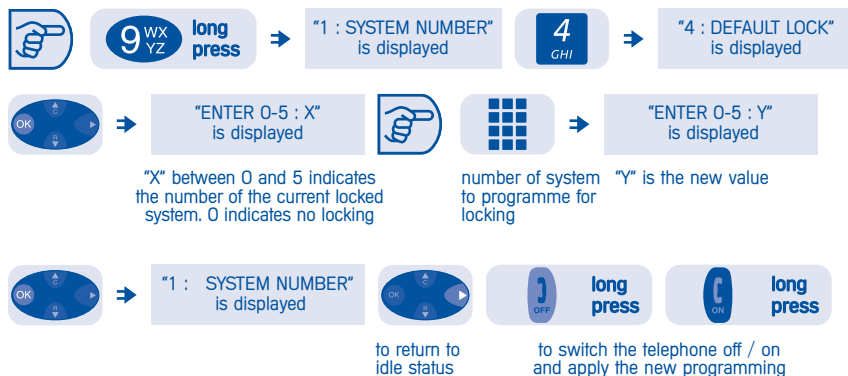 9 WX YZ
long press
"1 : SYSTEM NUMBER"
is displayed
4
GHI
"4 : DEFAULT LOCK"
is displayed
OK C R
"ENTER 0-5 : X"
is displayed
"ENTER 0-5 : Y"
is displayed
"X" between 0 and 5 indicates
the number of the current locked
system. 0 indicates no locking
number of system
to programme for
locking
"Y" is the new value
OK C R
"1 : SYSTEM NUMBER"
is displayed
OK C R
OFF
long
press
ON
long
press
to return to
idle status
to switch the telephone off / on
and apply the new programming